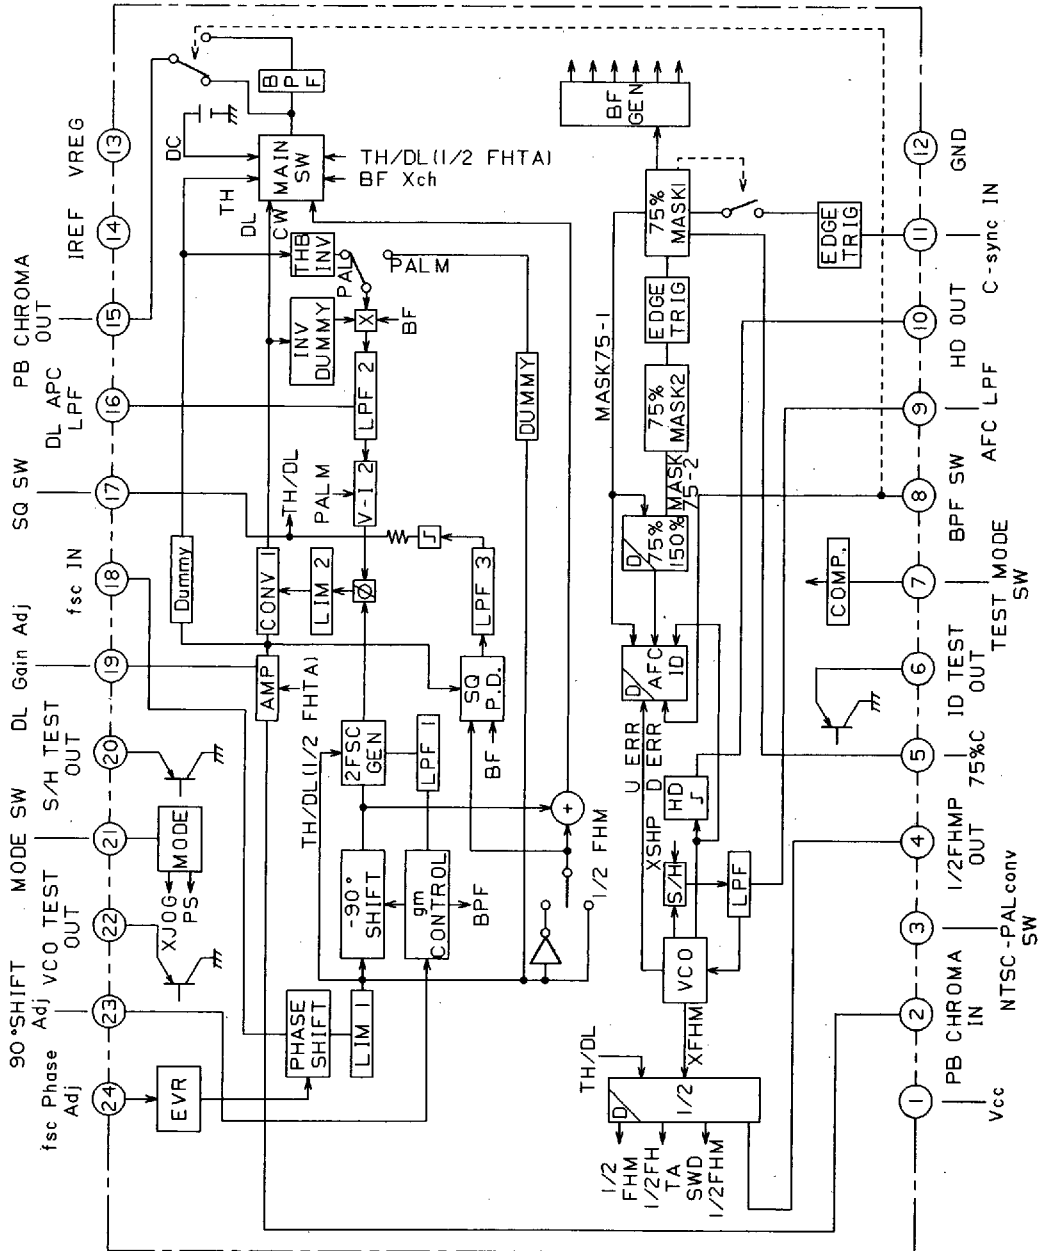 13
VREG
14
IREF
15
PB CHROMA
OUT
16
DL APC
LPF
17
SQ SW
18
fsc IN
19
DL Gain Adj
20
S/H TEST
OUT
21
MODE SW
22
VCO TEST
OUT
23
90°SHIFT
Adj
24
fsc Phase
Adj
12
GND
11
C-sync IN
10
HD OUT
9
AFC LPF
8
BPF SW
7
TEST MODE
SW
6
ID TEST
OUT
5
75%C
4
1/2FHMP
OUT
3
NTSC-PALconv
SW
2
PB CHROMA
IN
1
Vcc
B P F
DC
MAIN
SW
TH/DL(1/2 FHTA)
BF Xch
TH
DL
CW
THB
INV
PAL
PALM
INV
DUMMY
X
BF
LPF 2
V-I 2
PALM
TH/DL
DUMMY
Dummy
CONV 1
LIM 2
Ø
LPF 3
AMP
TH/DL(1/2 FHTA)
SQ
P.D.
BF
2FSC
GEN
LPF 1
MODE
XJOG
PS
-90°
SHIFT
gm
CONTROL
BPF
+
1/2 FHM
PHASE
SHIFT
LIM 1
EVR
BF
GEN
75%
MASK1
EDGE
TRIG
EDGE
TRIG
MASK75-1
75%
MASK2
MASK
75-2
D
75%
150%
COMP.
D
AFC
ID
U ERR
D ERR
XSHP
HD
S/H
LPF
VCO
XFHM
TH/DL
D
1/2
1/2
FHM
1/2FH
TA
SWD
1/2FHM